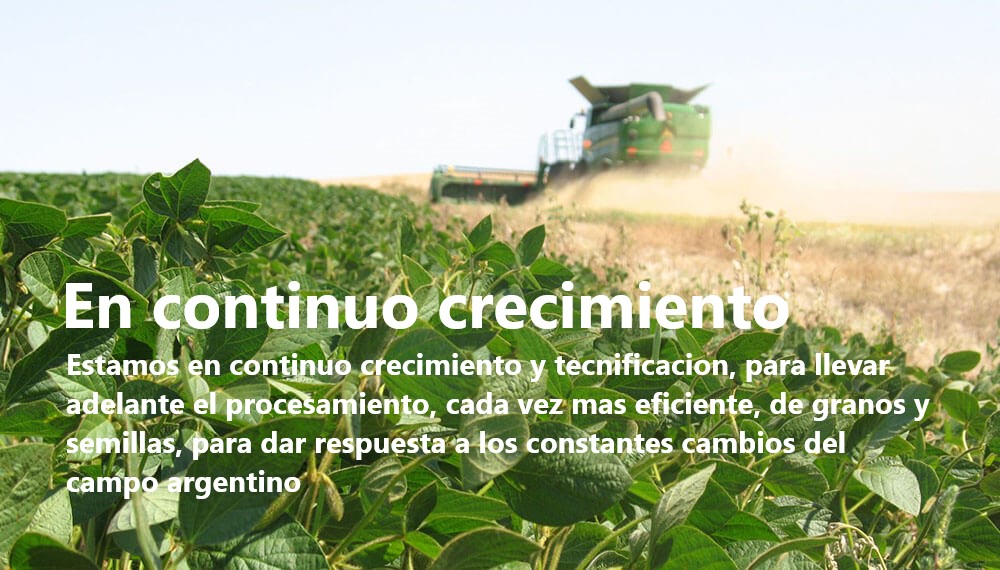 En continuo crecimiento
Estamos en continuo crecimiento y tecnificacion, para llevar
adelante el procesamiento, cada vez mas eficiente, de granos y
semillas, para dar respuesta a los constantes cambios del
campo argentino